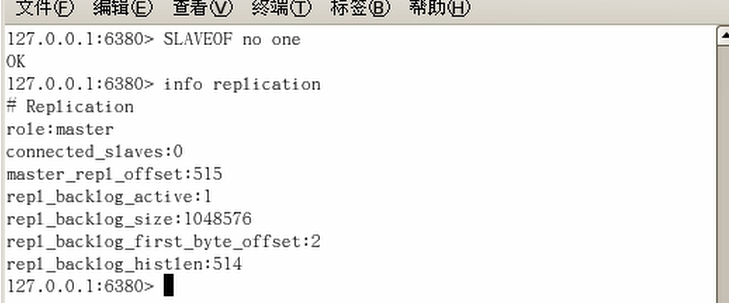 文件(F) 编辑(E) 查看(V) 终端(T) 标签(B) 帮助(H)
127.0.0.1:6380> SLAVEOF no one
OK
127.0.0.1:6380> info replication
# Replication
role:master
connected_slaves:0
master_repl_offset:515
repl_backlog_active:1
repl_backlog_size:1048576
repl_backlog_first_byte_offset:2
repl_backlog_histlen:514
127.0.0.1:6380>